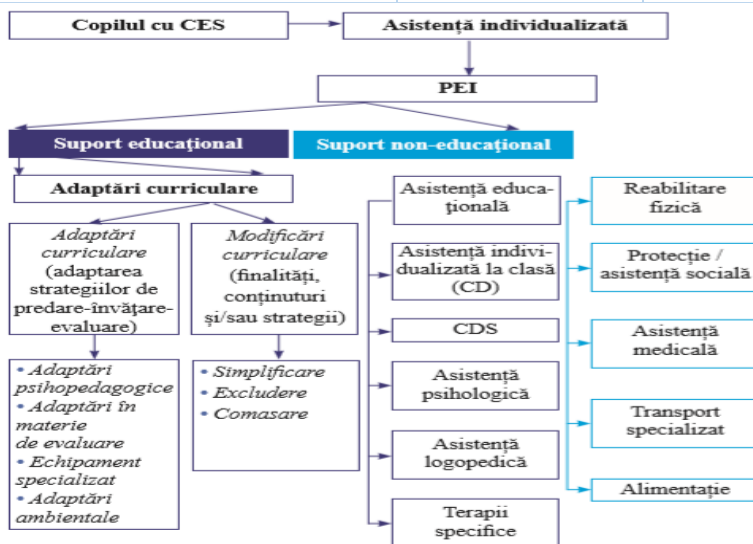 Copilul cu CES
Asistență individualizată
PEI
Suport educațional
Suport non-educațional
Adaptări curriculare
Adaptări
curriculare
(adaptarea
strategiilor de
predare-învățare-
evaluare)
Modificări
curriculare
(finalități,
conținuturi
și/sau strategii)
• Adaptări
psihopedagogice
• Adaptări în
materie
de evaluare
• Echipament
specializat
• Adaptări
ambientale
• Simplificare
• Excludere
• Comasare
Asistență educa-
țională
Asistență indivi-
dualizată la clasă
(CD)
CDS
Asistență
psihologică
Asistență
logopedică
Terapii
specifice
Reabilitare
fizică
Protecție /
asistență socială
Asistență
medicală
Transport
specializat
Alimentație